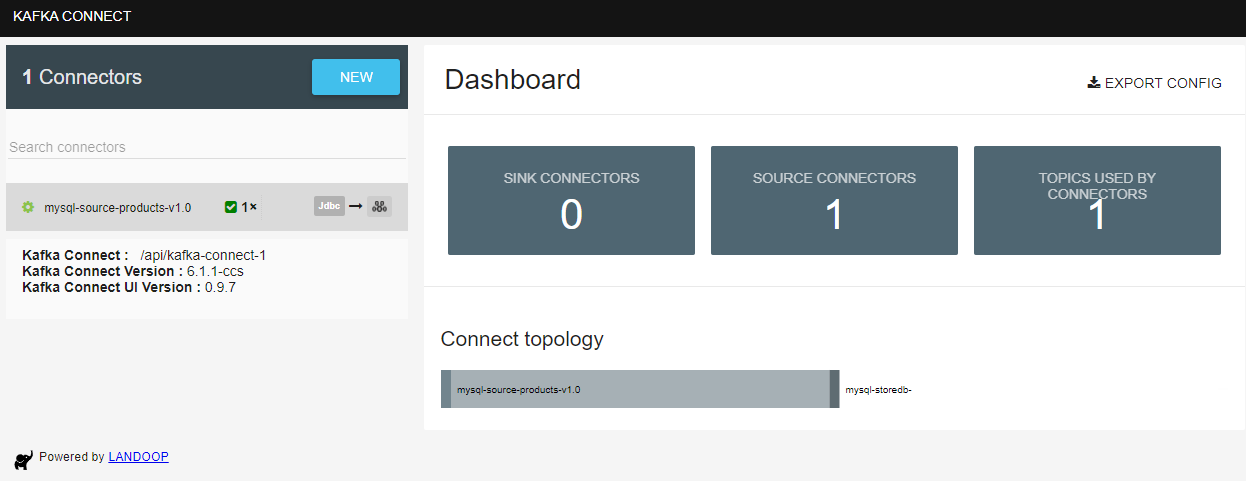 KAFKA CONNECT
1 Connectors
NEW
Search connectors
mysql-source-products-v1.0 1× Jdbc
Kafka Connect : /api/kafka-connect-1
Kafka Connect Version : 6.1.1-ccs
Kafka Connect UI Version : 0.9.7
Dashboard
EXPORT CONFIG
SINK CONNECTORS
0
SOURCE CONNECTORS
1
TOPICS USED BY
CONNECTORS
1
Connect topology
mysql-source-products-v1.0
mysql-storedb-
Powered by LANDOOP